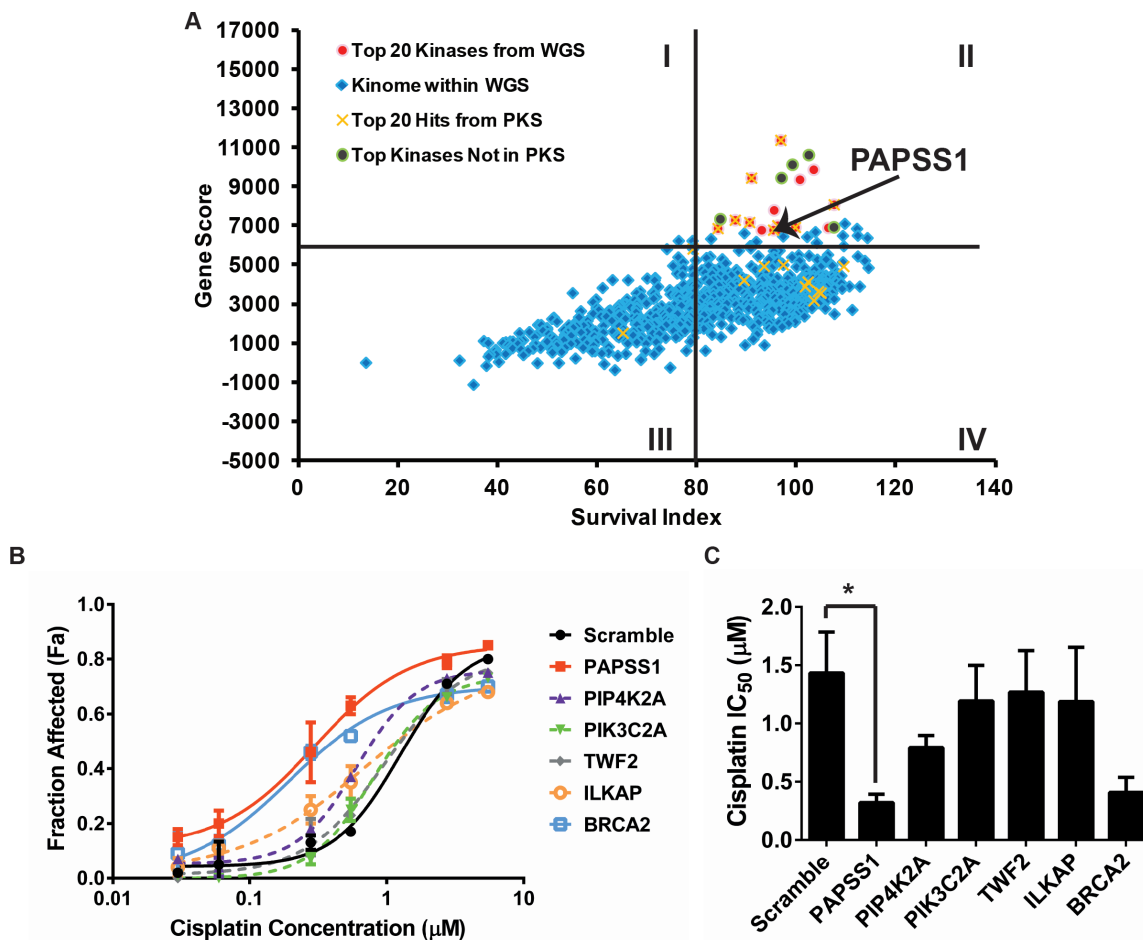 A
17000
15000
13000
11000
9000
7000
5000
3000
1000
-1000
-3000
-5000
Gene Score
Top 20 Kinases from WGS
Kinome within WGS
Top 20 Hits from PKS
Top Kinases Not in PKS
I
II
PAPSS1
III
IV
0 20 40 60 80 100 120 140
Survival Index
B
1.0
0.8
0.6
0.4
0.2
0.0
Fraction Affected (Fa)
0.01 0.1 1 10
Cisplatin Concentration (μM)
Scramble
PAPSS1
PIP4K2A
PIK3C2A
TWF2
ILKAP
BRCA2
C
2.0
1.5
1.0
0.5
0.0
Cisplatin IC50 (μM)
*
Scramble
PAPSS1
PIP4K2A
PIK3C2A
TWF2
ILKAP
BRCA2